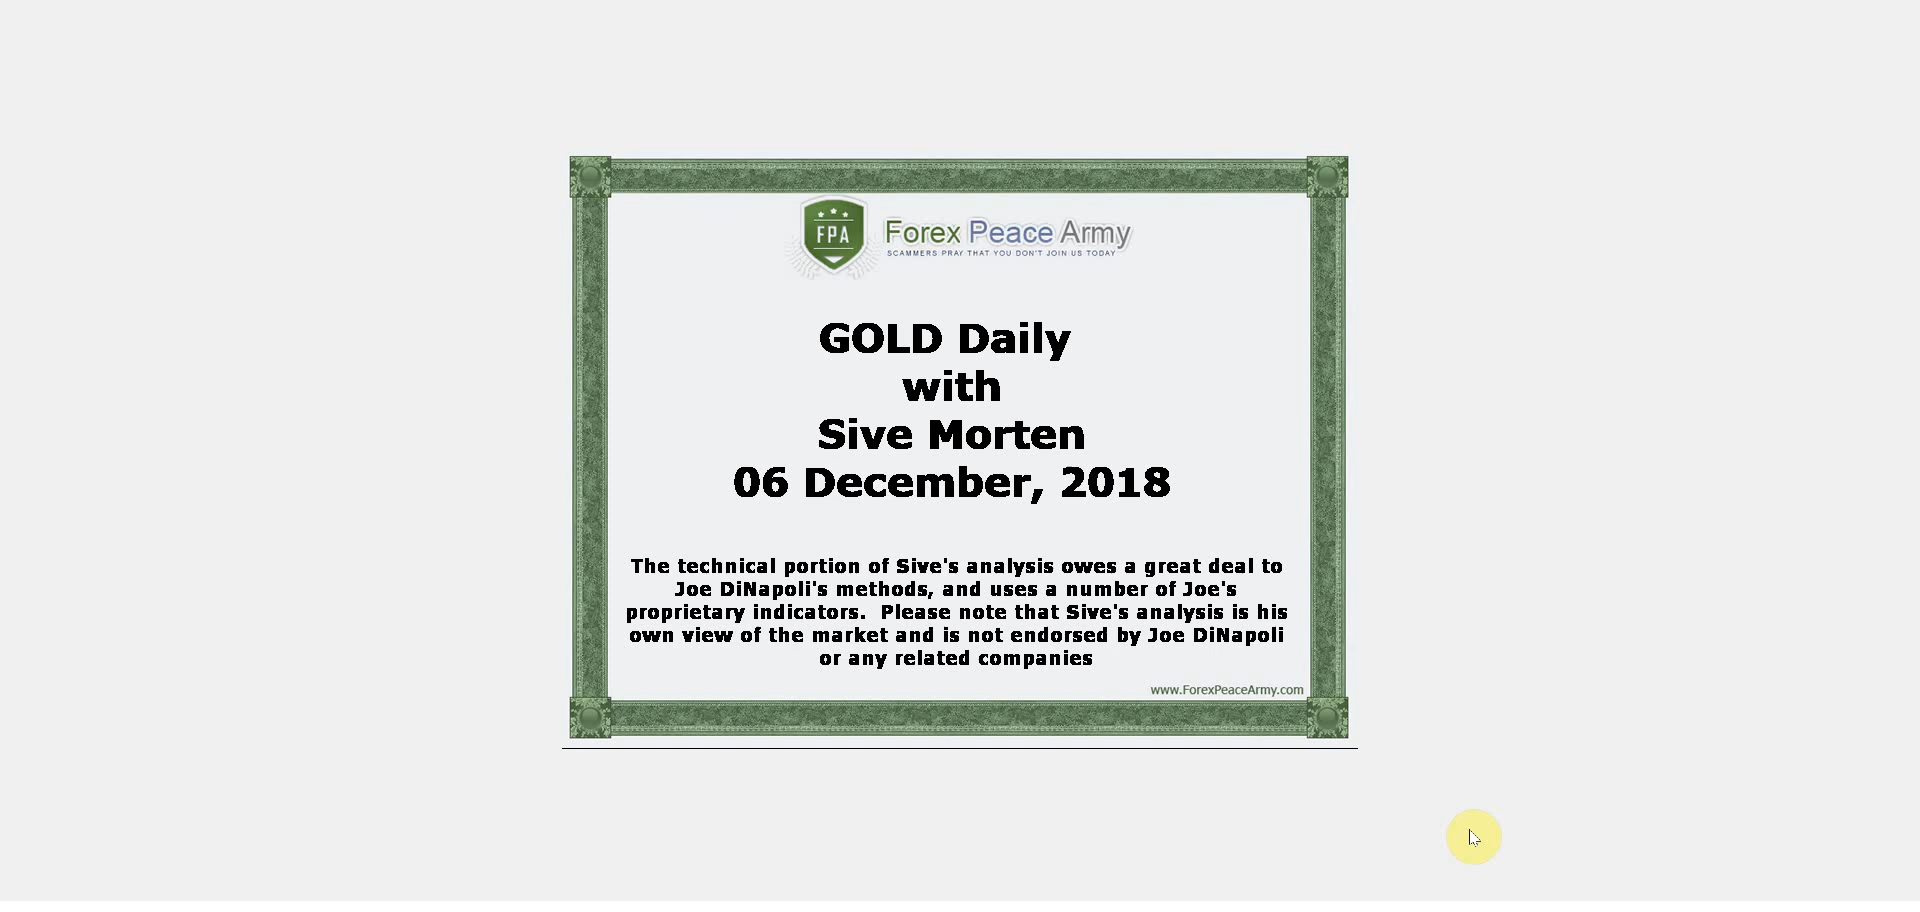 FPA
Forex Peace Army
SCAMMERS PRAY THAT YOU DON'T JOIN US TODAY
GOLD Daily
with
Sive Morten
06 December, 2018
The technical portion of Sive's analysis owes a great deal to
Joe DiNapoli's methods, and uses a number of Joe's
proprietary indicators.  Please note that Sive's analysis is his
own view of the market and is not endorsed by Joe DiNapoli
or any related companies
www.ForexPeaceArmy.com